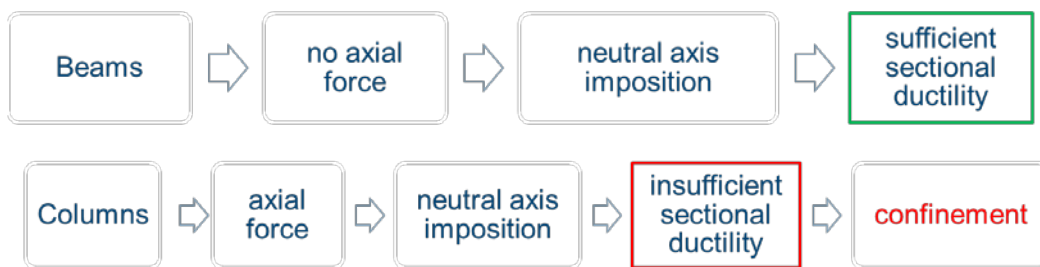 Beams
no axial
force
neutral axis
imposition
sufficient
sectional
ductility
Columns
axial
force
neutral axis
imposition
insufficient
sectional
ductility
confinement